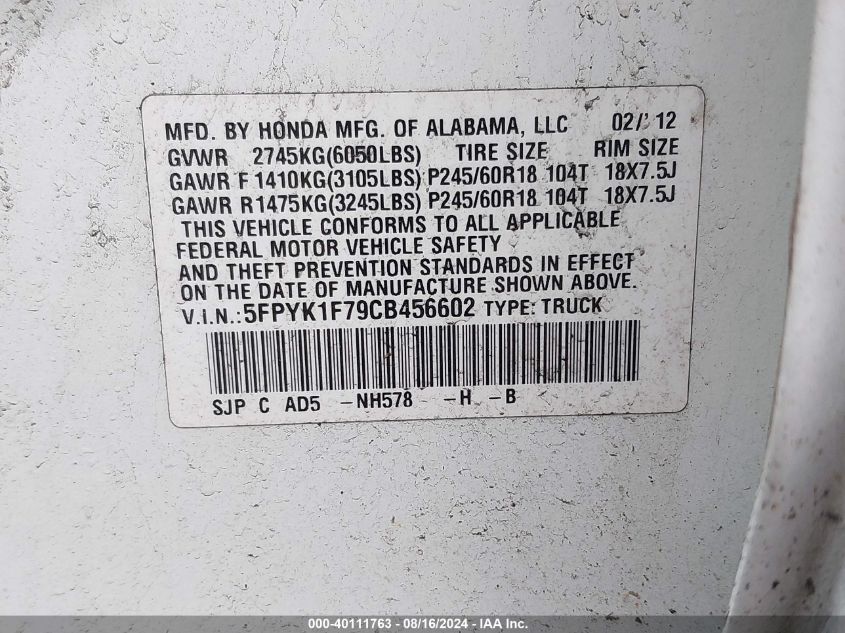 MFD. BY HONDA MFG. OF ALABAMA, LLC 02/12
GVWR 2745KG(6050LBS) TIRE SIZE RIM SIZE
GAWR F 1410KG(3105LBS) P245/60R18 104T 18X7.5J
GAWR R1475KG(3245LBS) P245/60R18 104T 18X7.5J
THIS VEHICLE CONFORMS TO ALL APPLICABLE
FEDERAL MOTOR VEHICLE SAFETY
AND THEFT PREVENTION STANDARDS IN EFFECT
ON THE DATE OF MANUFACTURE SHOWN ABOVE.
V.I.N.:5FPYK1F79CB456602 TYPE: TRUCK
SJP C AD5 -NH578 -H -B
000-40111763 - 08/16/2024 - IAA Inc.